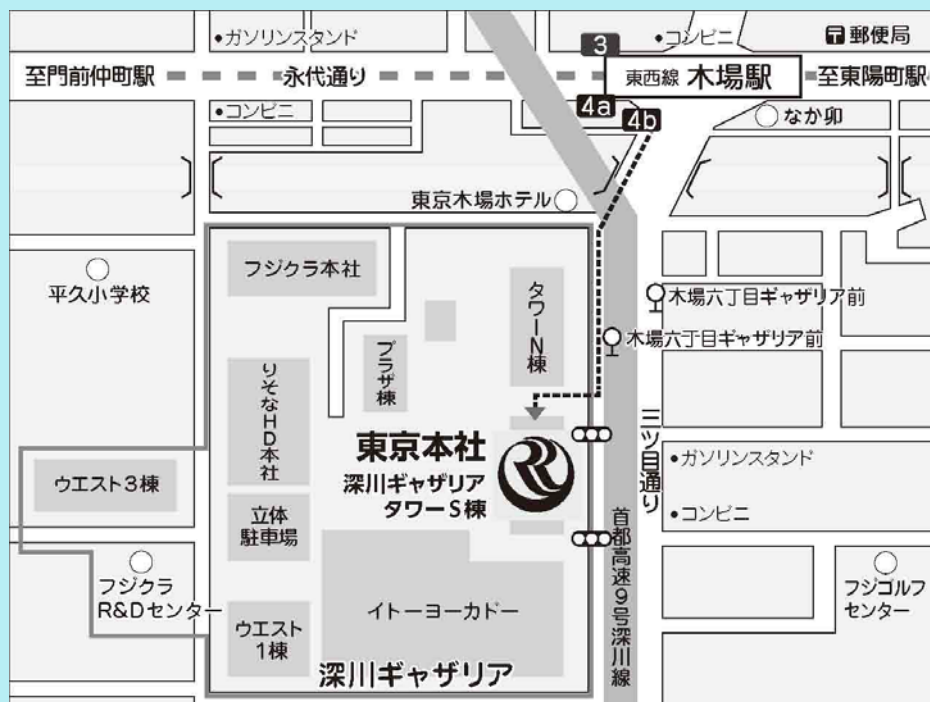 ガソリンスタンド
3
コンビニ
郵便局
至門前仲町駅
永代通り
東西線 木場駅
至東陽町駅
コンビニ
4a
4b
なか卯
東京木場ホテル
平久小学校
フジクラ本社
タワーN棟
木場六丁目ギャザリア前
木場六丁目ギャザリア前
プラザ棟
りそなHD本社
三ツ目通り
東京本社
深川ギャザリア
タワーS棟
ガソリンスタンド
コンビニ
ウエスト3棟
立体
駐車場
首都高速9号深川線
フジクラ
R&Dセンター
イトーヨーカドー
フジゴルフ
センター
ウエスト
1棟
深川ギャザリア